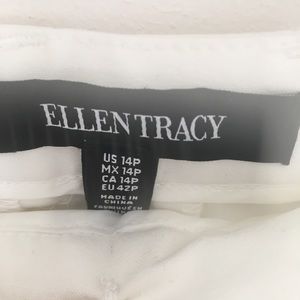 ELLEN TRACY
US 14P
MX 14P
CA 14P
EU 42P
MADE IN
CHINA